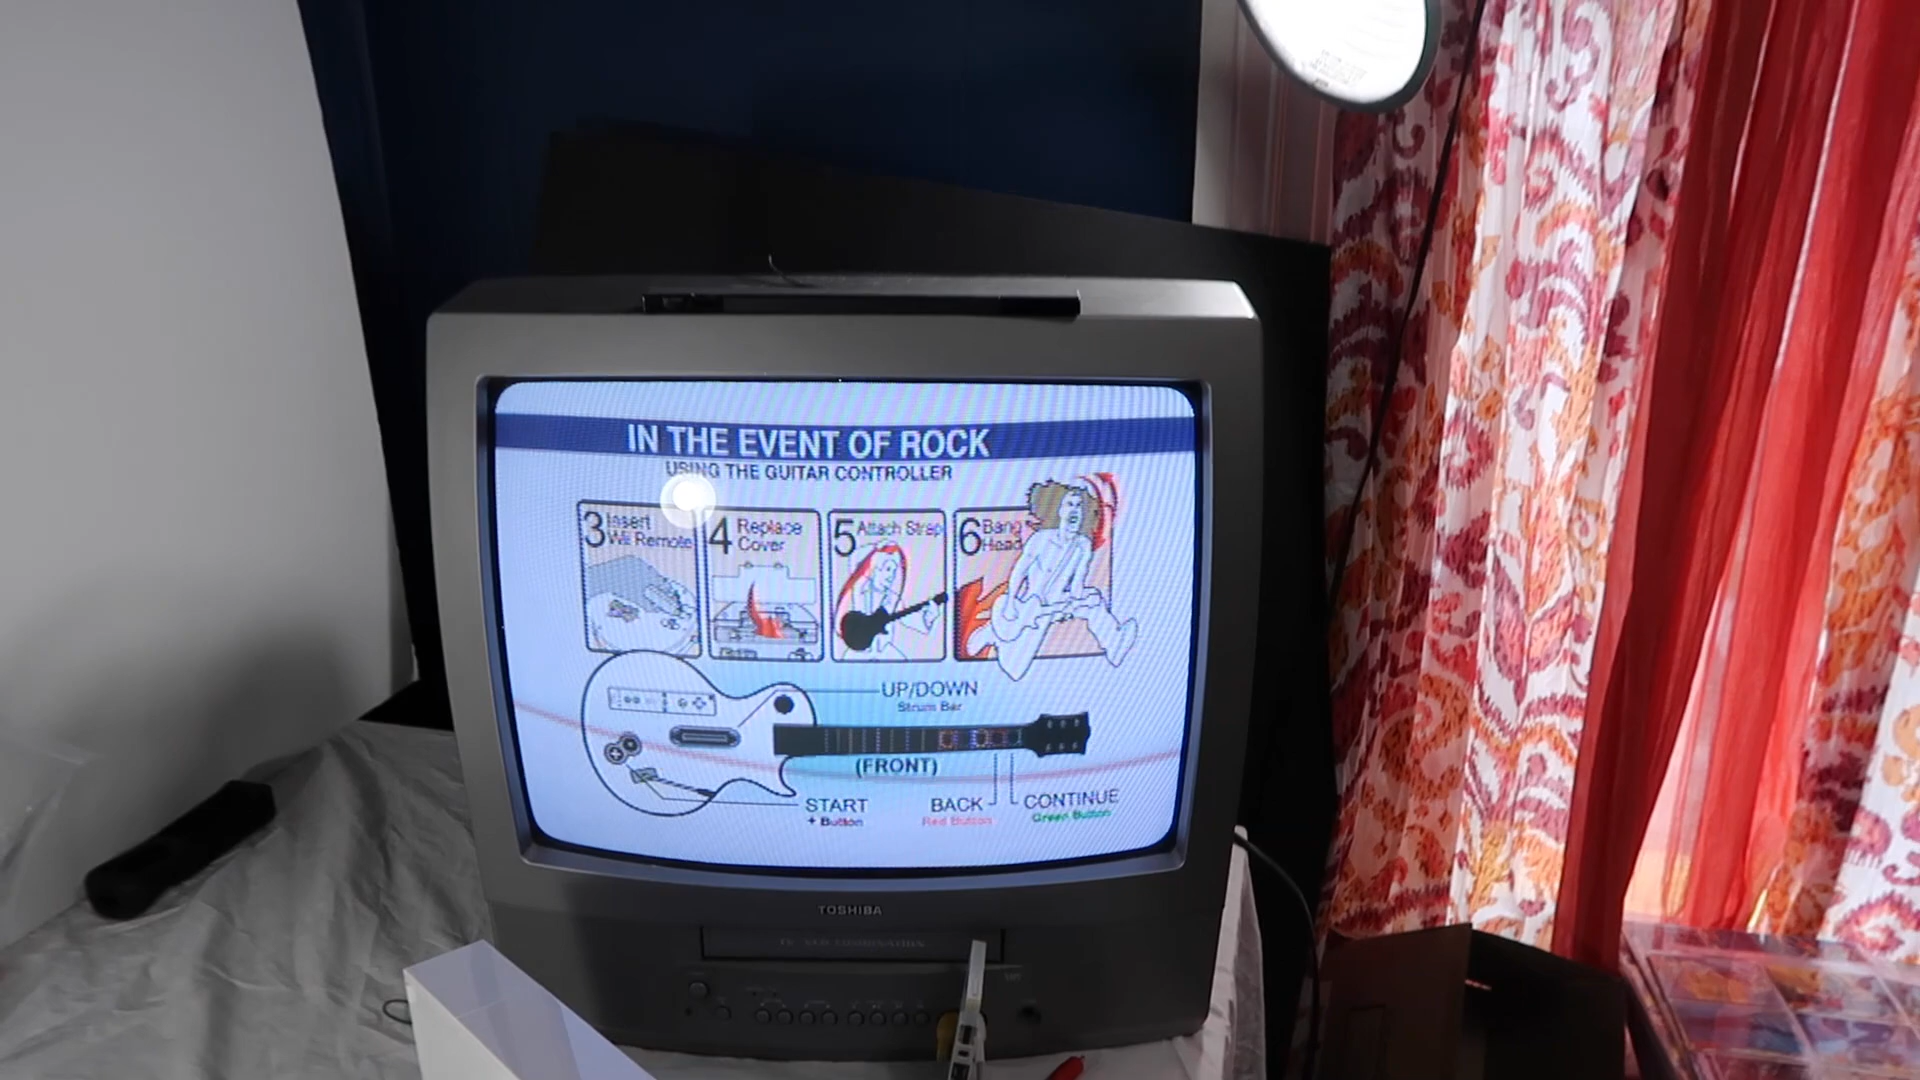 IN THE EVENT OF ROCK
USING THE GUITAR CONTROLLER
3 Insert
Wii Remote
4 Replace
Cover
5 Attach Strap
6 Bang
Head
UP/DOWN
Strum Bar
(FRONT)
START
+ Button
BACK
Red Button
CONTINUE
Green Button
TOSHIBA